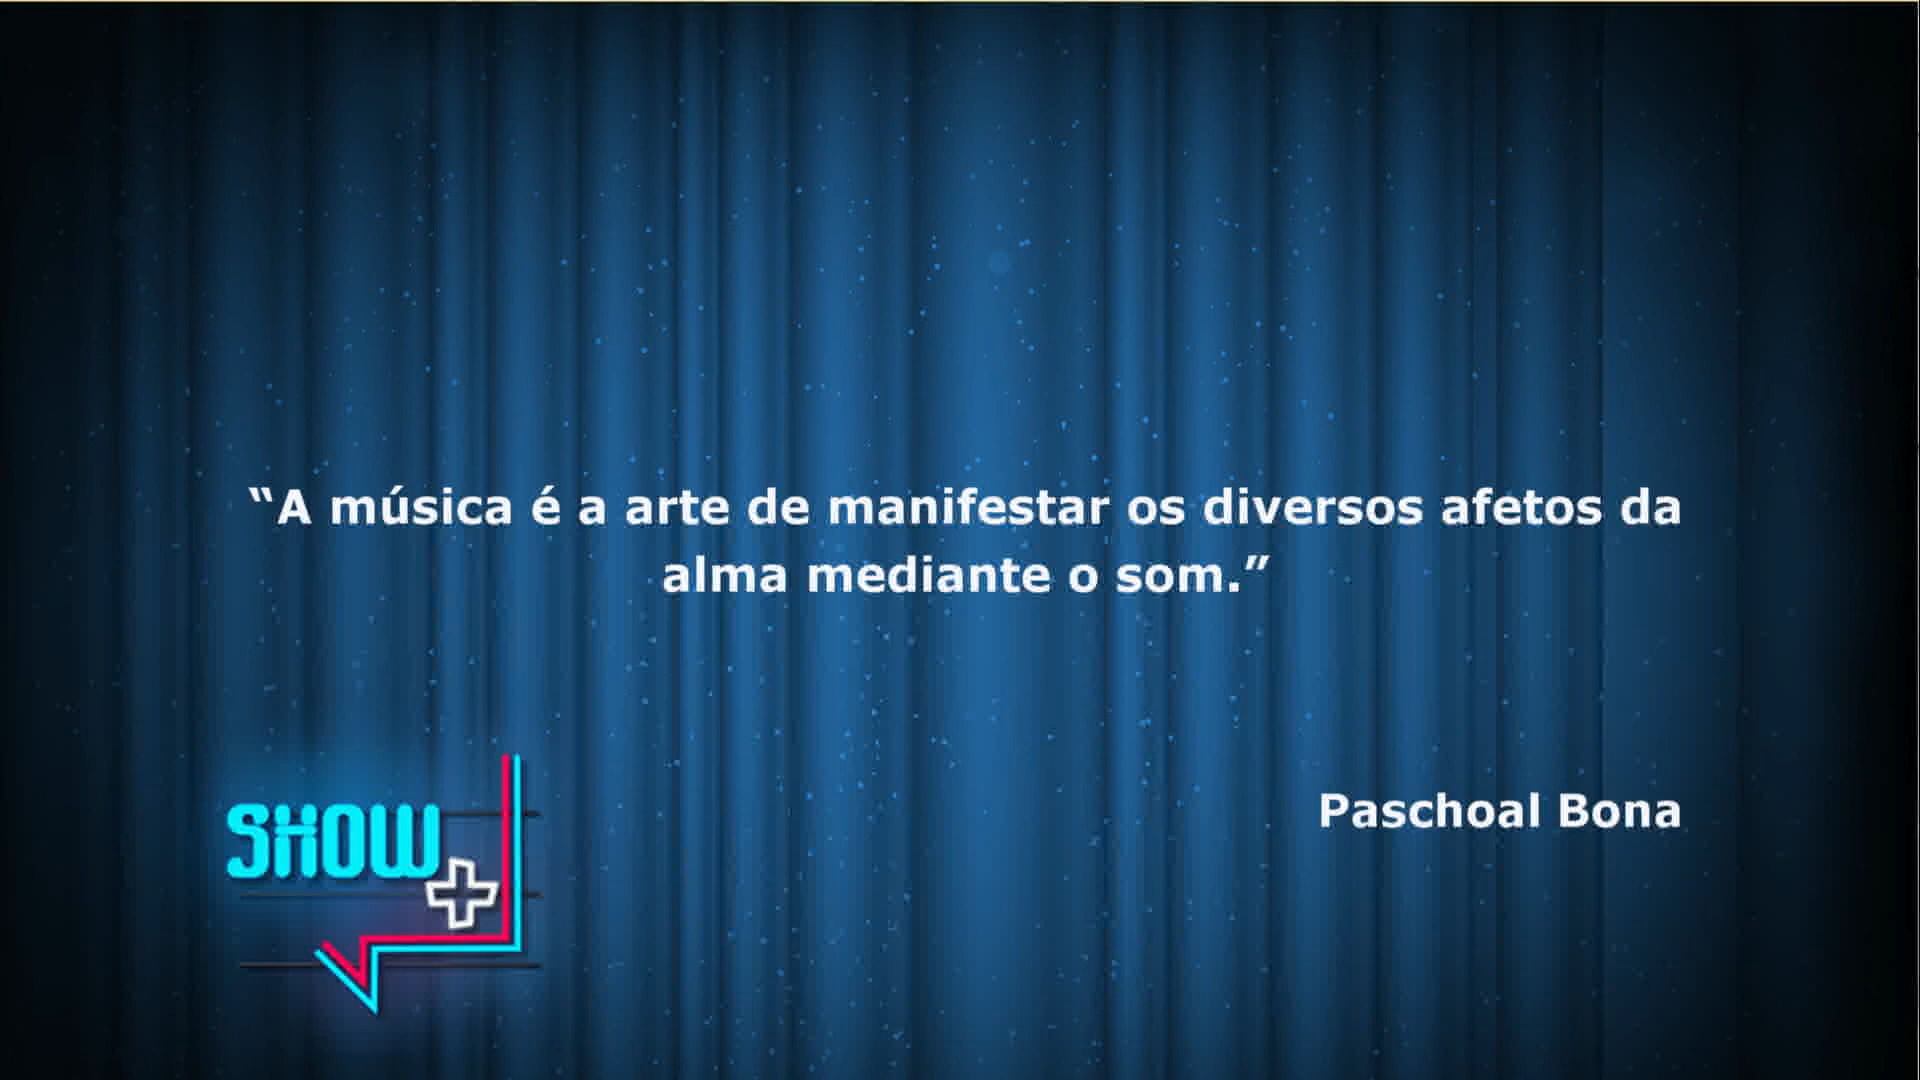 “A música é a arte de manifestar os diversos afetos da
alma mediante o som.”
Paschoal Bona
SHOW
+